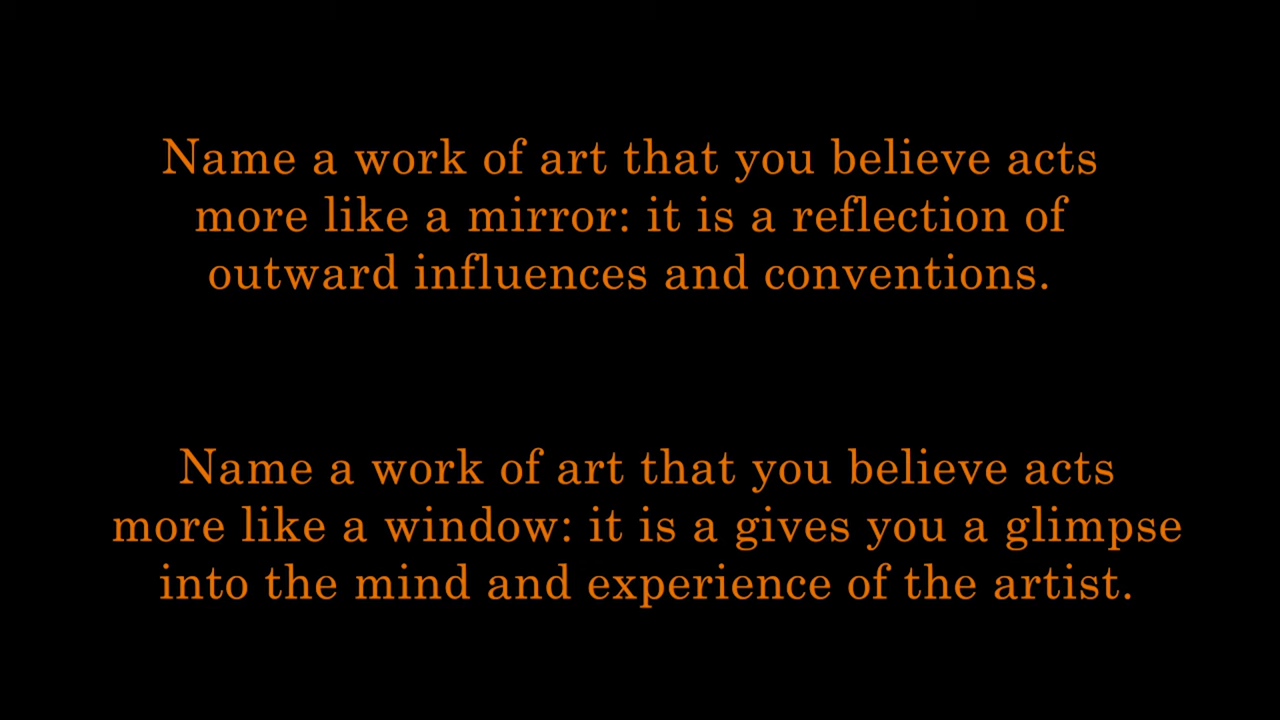 Name a work of art that you believe acts
more like a mirror: it is a reflection of
outward influences and conventions.
Name a work of art that you believe acts
more like a window: it is a gives you a glimpse
into the mind and experience of the artist.